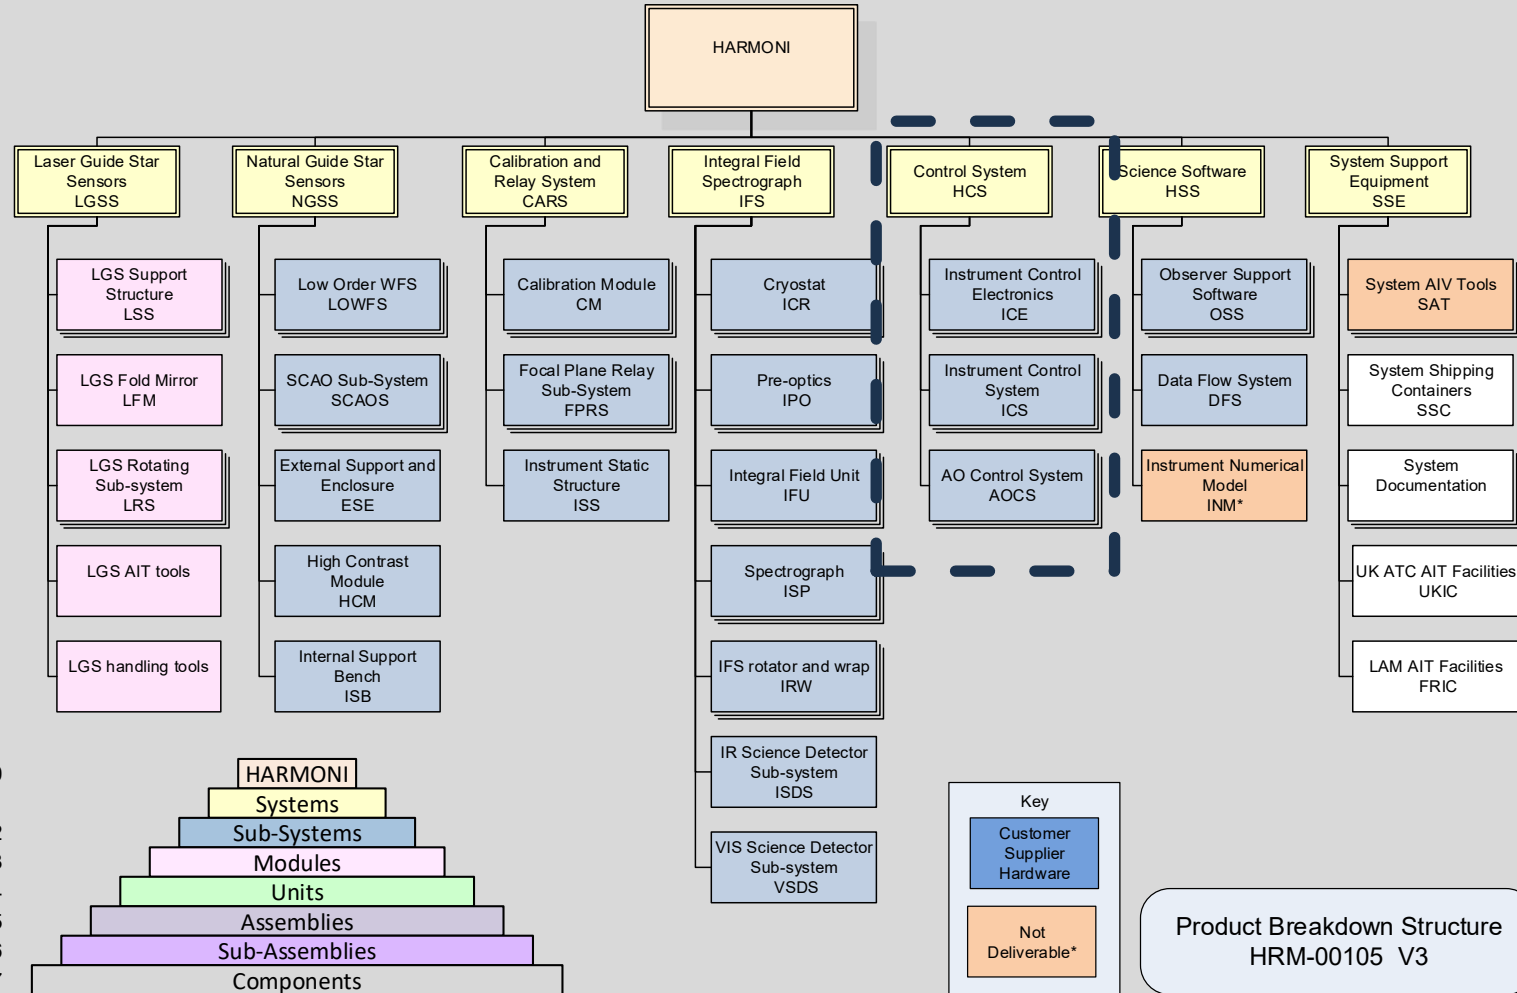 HARMONI
Laser Guide Star
Sensors
LGSS
Natural Guide Star
Sensors
NGSS
Calibration and
Relay System
CARS
Integral Field
Spectrograph
IFS
Control System
HCS
Science Software
HSS
System Support
Equipment
SSE
LGS Support
Structure
LSS
LGS Fold Mirror
LFM
LGS Rotating
Sub-system
LRS
LGS AIT tools
LGS handling tools
Low Order WFS
LOWFS
SCAO Sub-System
SCAOS
External Support and
Enclosure
ESE
High Contrast
Module
HCM
Internal Support
Bench
ISB
Calibration Module
CM
Focal Plane Relay
Sub-System
FPRS
Instrument Static
Structure
ISS
Cryostat
ICR
Pre-optics
IPO
Integral Field Unit
IFU
Spectrograph
ISP
IFS rotator and wrap
IRW
IR Science Detector
Sub-system
ISDS
VIS Science Detector
Sub-system
VSDS
Instrument Control
Electronics
ICE
Instrument Control
System
ICS
AO Control System
AOCS
Observer Support
Software
OSS
Data Flow System
DFS
Instrument Numerical
Model
INM*
System AIV Tools
SAT
System Shipping
Containers
SSC
System
Documentation
UK ATC AIT Facilities
UKIC
LAM AIT Facilities
FRIC
HARMONI
Systems
Sub-Systems
Modules
Units
Assemblies
Sub-Assemblies
Components
Key
Customer
Supplier
Hardware
Not
Deliverable*
Product Breakdown Structure
HRM-00105 V3